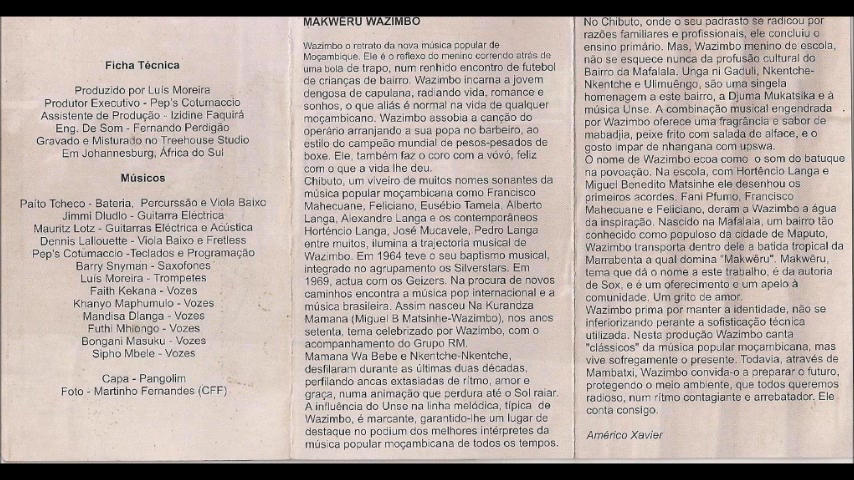 Ficha Técnica
Produzido por Luís Moreira
Produtor Executivo - Pep's Cotumaccio
Assistente de Produção - Izidine Faquirá
Eng. De Som - Fernando Perdigão
Gravado e Misturado no Treehouse Studio
Em Johannesburg, África do Sul
Músicos
Paíto Tcheco - Bateria, Percurssão e Viola Baixo
Jimmi Dludlo - Guitarra Eléctrica
Mauritz Lotz - Guitarras Eléctrica e Acústica
Dennis Lallouette - Viola Baixo e Fretless
Pep's Cotumaccio -Teclados e Programação
Barry Snyman - Saxofones
Luís Moreira - Trompetes
Faith Kekana - Vozes
Khanyo Maphumulo - Vozes
Mandisa Dlanga - Vozes
Futhi Mhlongo - Vozes
Bongani Masuku - Vozes
Sipho Mbele - Vozes
Capa - Pangolim
Foto - Martinho Fernandes (CFF)
MAKWÊRU WAZIMBO
Wazimbo o retrato da nova música popular de
Moçambique. Ele é o reflexo do menino correndo atrás de
uma bola de trapo, num renhido encontro de futebol
de crianças de bairro. Wazimbo incarna a jovem
dengosa de capulana, radiando vida, romance e
sonhos, o que aliás é normal na vida de qualquer
moçambicano. Wazimbo assobia a canção do
operário arranjando a sua popa no barbeiro, ao
estilo do campeão mundial de pesos-pesados de
boxe. Ele, também faz o coro com a vovó, feliz
com o que a vida lhe deu.
Chibuto, um viveiro de muitos nomes sonantes da
música popular moçambicana como Francisco
Mahecuane, Feliciano, Eusébio Tamela, Alberto
Langa, Alexandre Langa e os contemporâneos
Horténcio Langa, José Mucavele, Pedro Langa
entre muitos, ilumina a trajectoria musical de
Wazimbo. Em 1964 teve o seu baptismo musical,
integrado no agrupamento os Silverstars. Em
1969, actua com os Geizers. Na procura de novos
caminhos encontra a música pop internacional e a
música brasileira. Assim nasceu Na Kurandza
Mamana (Miguel B Matsinhe-Wazimbo), nos anos
setenta, tema celebrizado por Wazimbo, com o
acompanhamento do Grupo RM.
Mamana Wa Bebe e Nkentche-Nkentche,
desfilaram durante as últimas duas décadas,
perfilando ancas extasiadas de rítmo, amor e
graça, numa animação que perdura até o Sol raiar.
A influência do Unse na linha melódica, típica de
Wazimbo, é marcante, garantido-lhe um lugar de
destaque no podium dos melhores intérpretes da
música popular moçambicana de todos os tempos.
No Chibuto, onde o seu padrasto se radicou por
razões familiares e profissionais, ele concluiu o
ensino primário. Mas, Wazimbo menino de escola,
não se esquece nunca da profusão cultural do
Bairro da Mafalala. Unga ni Gaduli, Nkentche-
Nkentche e Ulimuêngo, são uma singela
homenagem a este bairro, a Djuma Mukatsika e à
música Unse. A combinação musical engendrada
por Wazimbo oferece uma fragrância e sabor de
mabadjia, peixe frito com salada de alface, e o
gosto ímpar de nhangana com upswa.
O nome de Wazimbo ecoa como o som do batuque
na povoação. Na escola, com Hortêncio Langa e
Miguel Benedito Matsinhe ele desenhou os
primeiros acordes. Fani Pfumo, Francisco
Mahecuane e Feliciano, deram a Wazimbo a água
da inspiração. Nascido na Mafalala, um bairro tão
conhecido como populoso da cidade de Maputo,
Wazimbo transporta dentro dele a batida tropical da
Marrabenta a qual domina "Makwêru". Makwêru,
tema que dá o nome a este trabalho, é da autoria
de Sox, e é um oferecimento e um apelo à
comunidade. Um grito de amor.
Wazimbo prima por manter a identidade, não se
inferiorizando perante a sofisticação técnica
utilizada. Nesta produção Wazimbo canta
"clássicos" da música popular moçambicana, mas
vive sofregamente o presente. Todavia, através de
Mambatxi, Wazimbo convida-o a preparar o futuro,
protegendo o meio ambiente, que todos queremos
radioso, num ritmo contagiante e arrebatador. Ele
conta consigo.
Américo Xavier